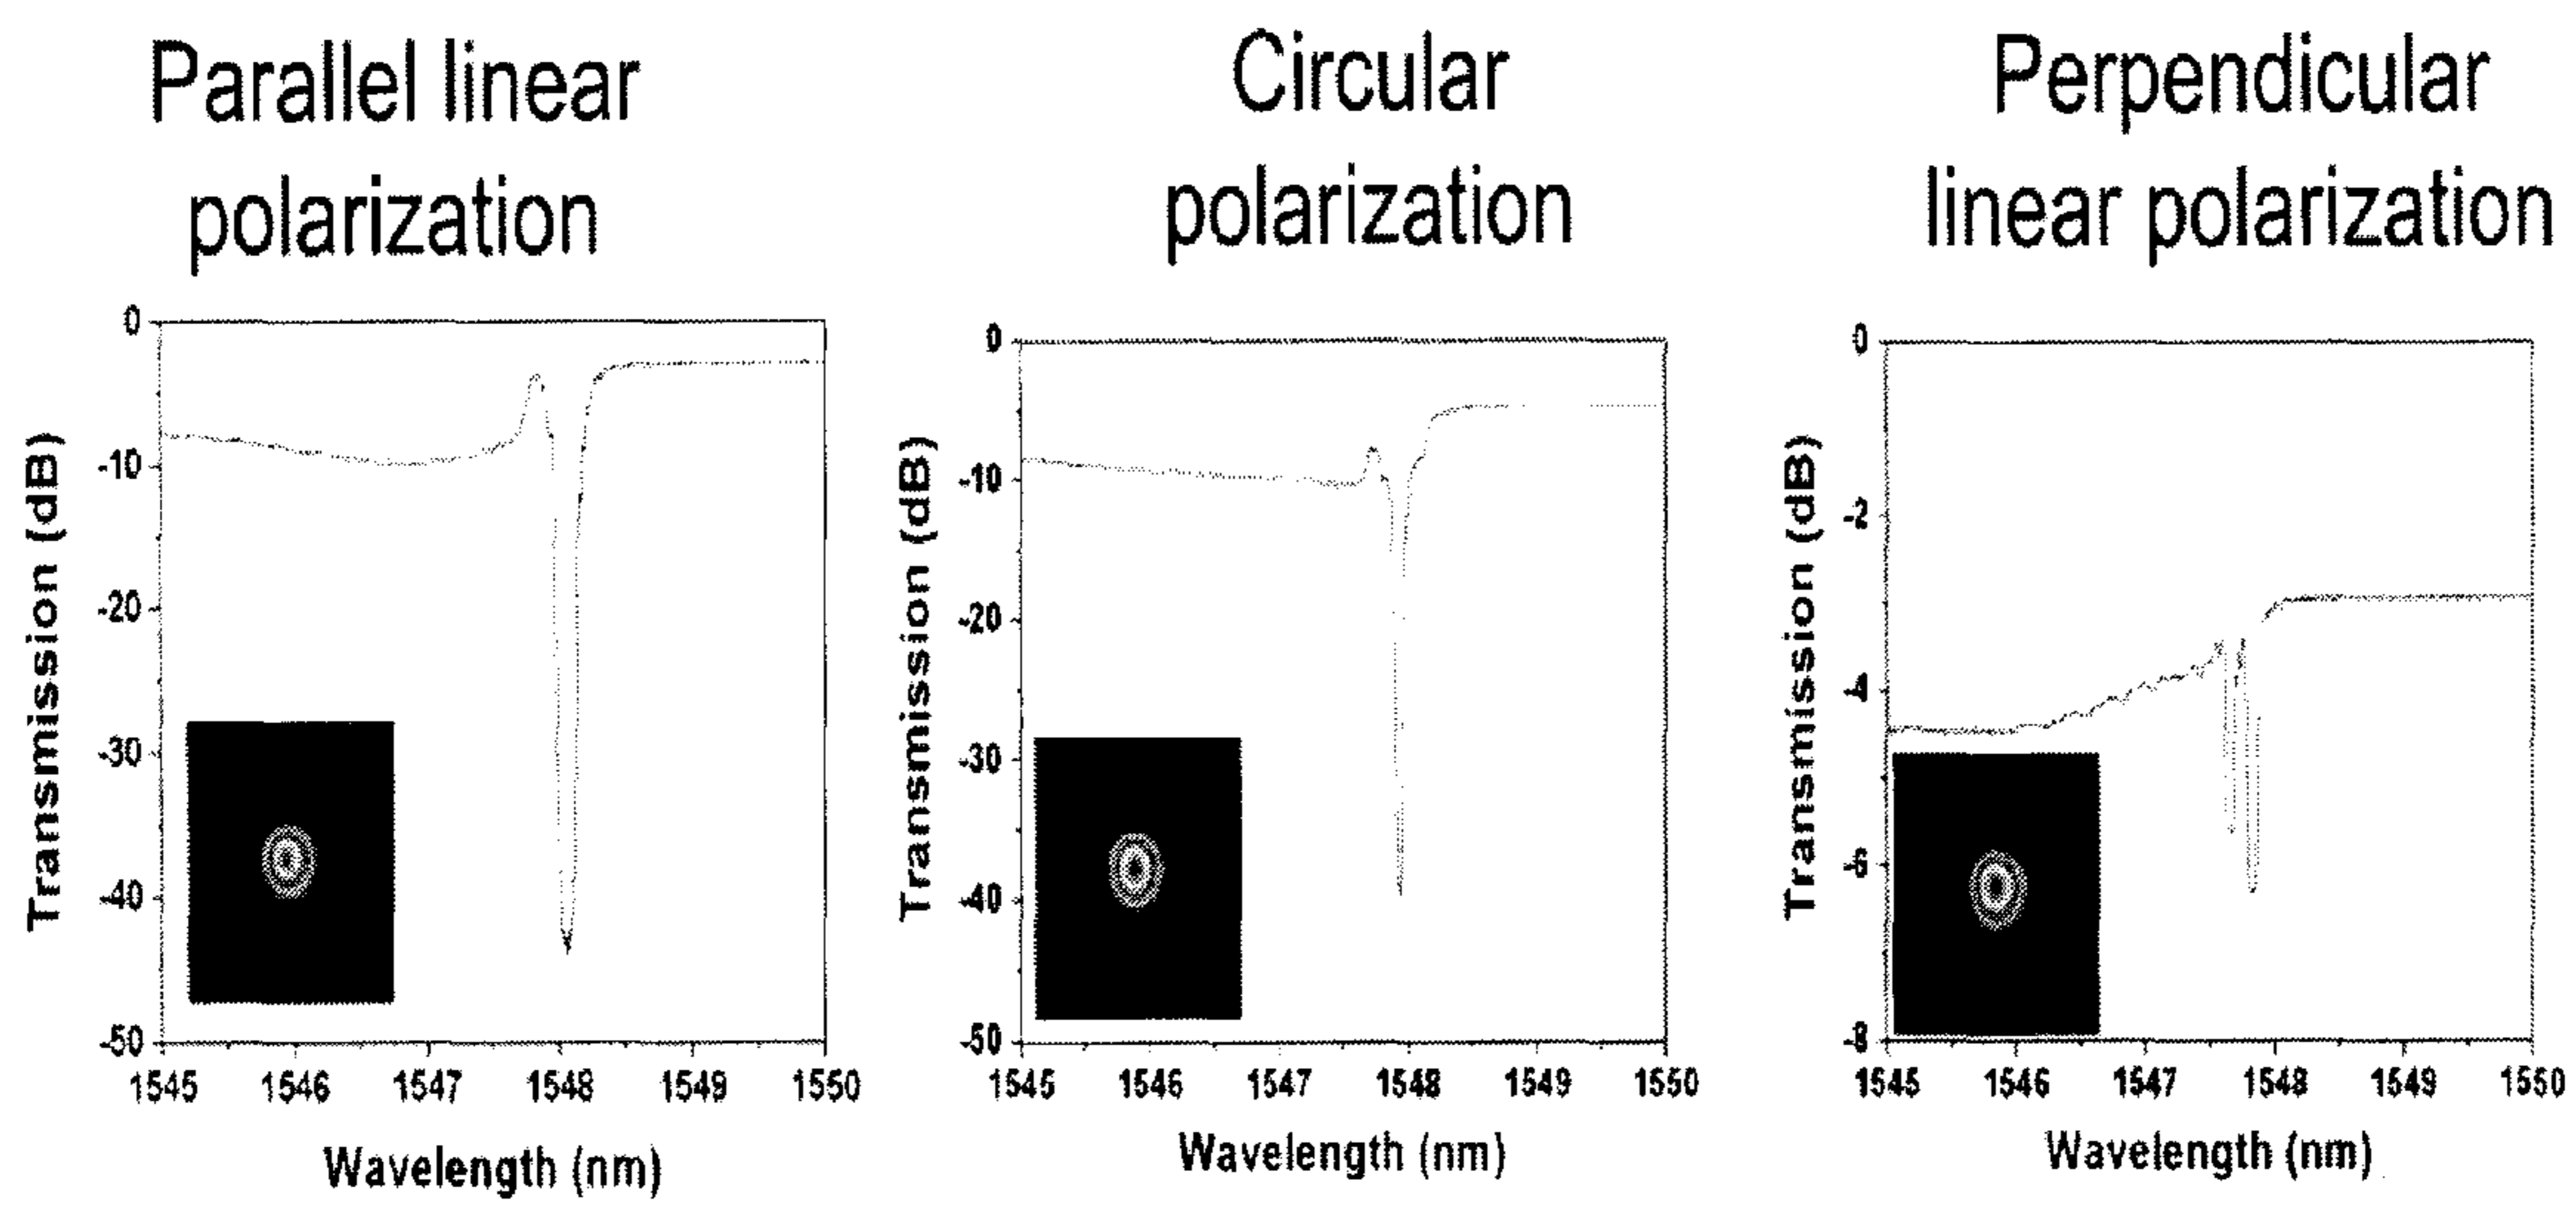 Parallel linear
polarization
Circular
polarization
Perpendicular
linear polarization
Transmission (dB)
0
-10
-20
-30
-40
-50
1545 1546 1547 1548 1549 1550
Wavelength (nm)
Transmission (dB)
0
-10
-20
-30
-40
-50
1545 1546 1547 1548 1549 1550
Wavelength (nm)
Transmission (dB)
0
-2
-4
-6
-8
1545 1546 1547 1548 1549 1550
Wavelength (nm)